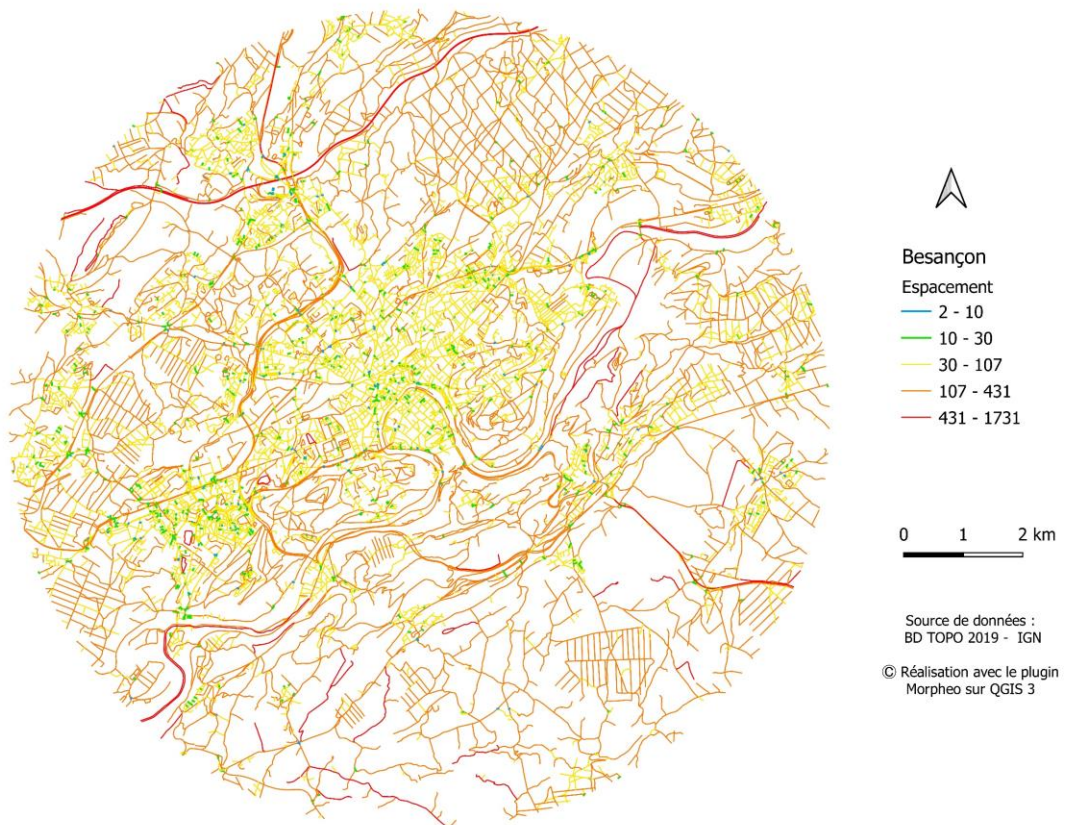 Besançon
Espacement
2 - 10
10 - 30
30 - 107
107 - 431
431 - 1731
0 1 2 km
Source de données :
BD TOPO 2019 - IGN
© Réalisation avec le plugin
Morpheo sur QGIS 3